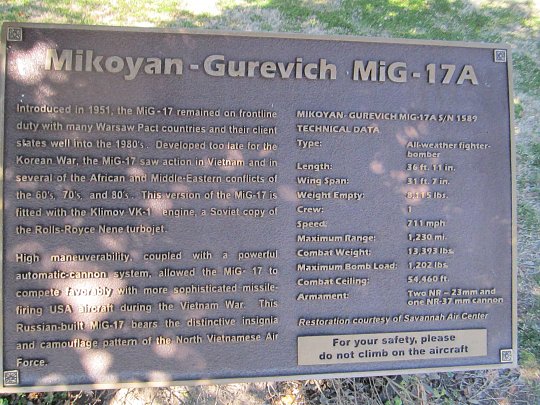 Mikoyan-Gurevich MiG-17A
Introduced in 1951, the MiG-17 remained on frontline
duty with many Warsaw Pact countries and their client
states well into the 1980's. Developed too late for the
Korean War, the MiG-17 saw action in Vietnam and in
several of the African and Middle-Eastern conflicts of
the 60's, 70's, and 80's. This version of the MiG-17 is
fitted with the Klimov VK-1 engine, a Soviet copy of
the Rolls-Royce Nene turbojet.
High maneuverability, coupled with a powerful
automatic-cannon system, allowed the MiG-17 to
compete favorably with more sophisticated missile-
firing USA aircraft during the Vietnam War. This
Russian-built MiG-17 bears the distinctive insignia
and camouflage pattern of the North Vietnamese Air
Force.
MIKOYAN-GUREVICH MIG-17A S/N 1589
TECHNICAL DATA
Type: All-weather fighter-
bomber
Length: 36 ft. 11 in.
Wing Span: 31 ft. 7 in.
Weight Empty: 8,115 lbs.
Crew: 1
Speed: 711 mph
Maximum Range: 1,230 mi.
Combat Weight: 13,393 lbs.
Maximum Bomb Load: 1,202 lbs.
Combat Ceiling: 54,460 ft.
Armament: Two NR - 23mm and
one NR-37 mm cannon
Restoration courtesy of Savannah Air Center
For your safety, please
do not climb on the aircraft